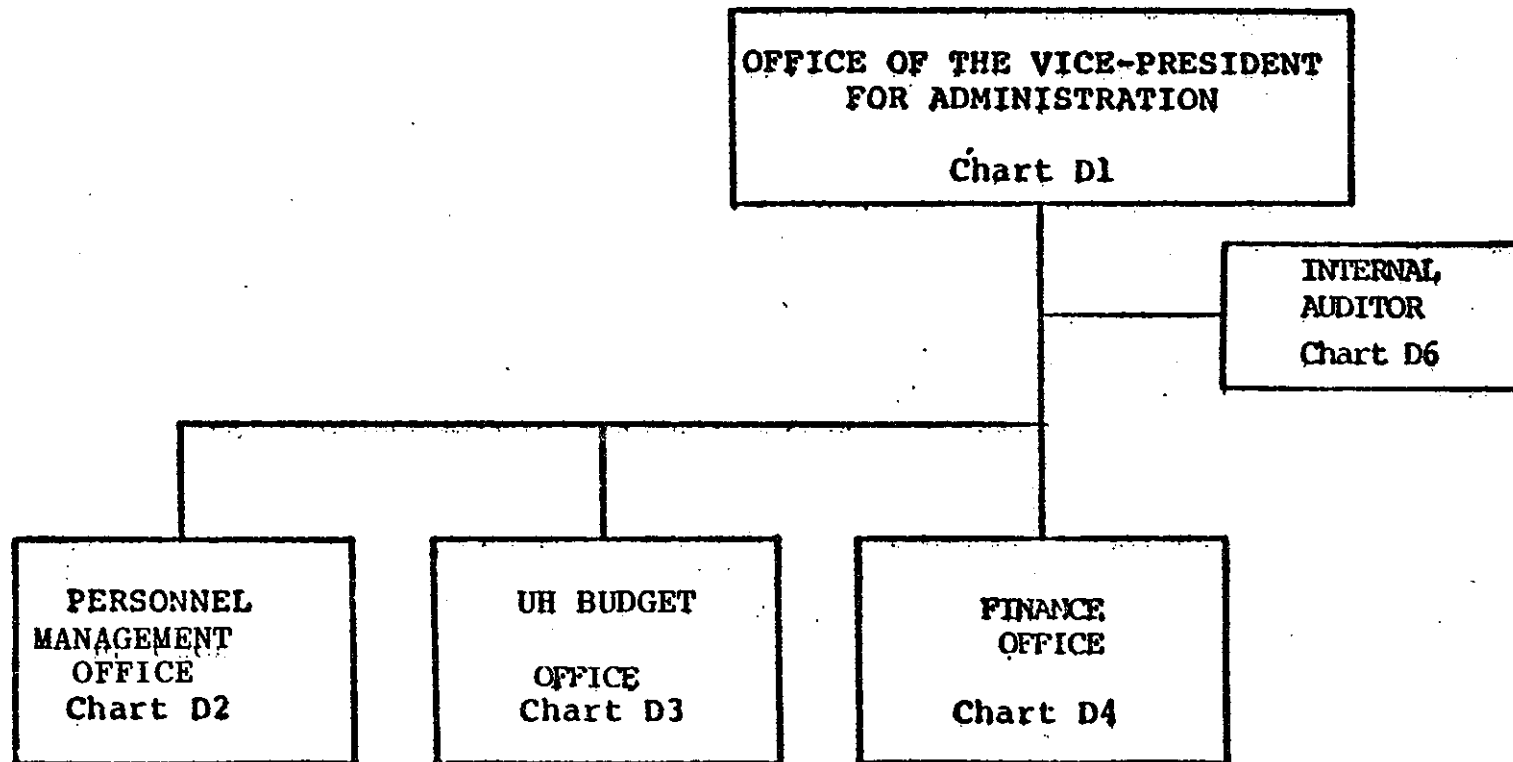 OFFICE OF THE VICE-PRESIDENT
FOR ADMINISTRATION
Chart D1
INTERNAL
AUDITOR
Chart D6
PERSONNEL
MANAGEMENT
OFFICE
Chart D2
UH BUDGET
OFFICE
Chart D3
FINANCE
OFFICE
Chart D4